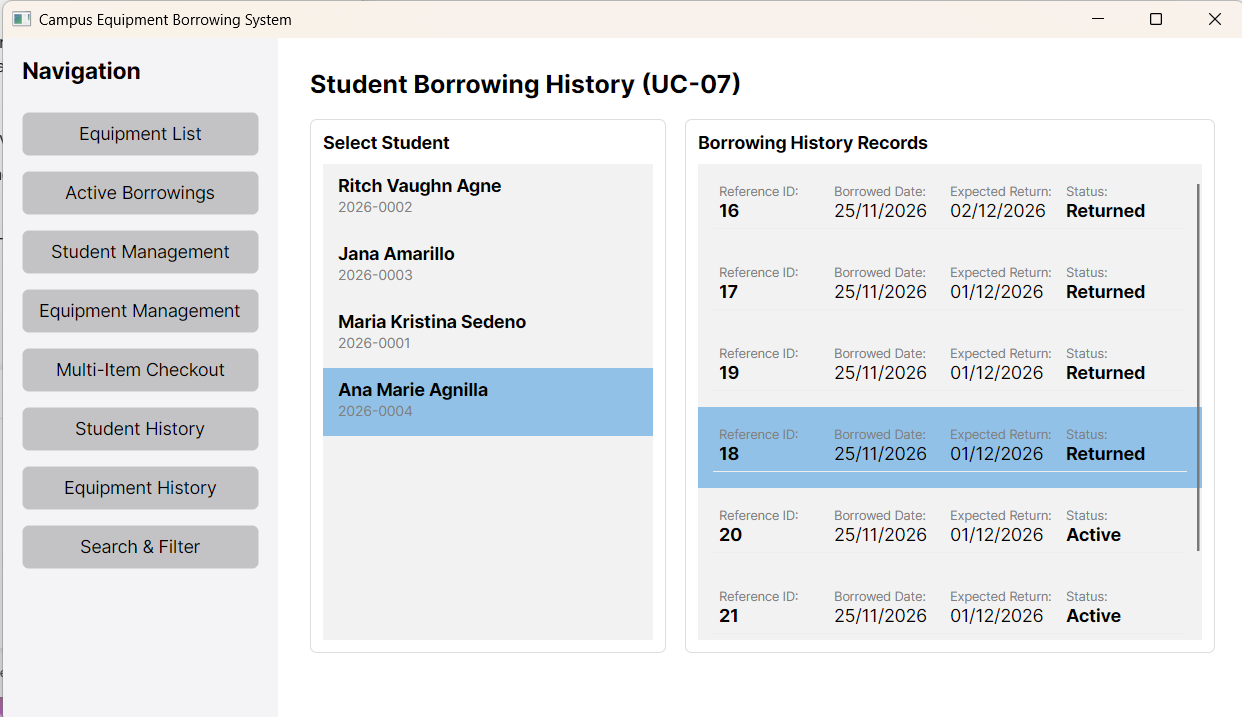 Campus Equipment Borrowing System
Navigation
Equipment List
Active Borrowings
Student Management
Equipment Management
Multi-Item Checkout
Student History
Equipment History
Search & Filter
Student Borrowing History (UC-07)
Select Student
Ritch Vaughn Agne
2026-0002
Jana Amarillo
2026-0003
Maria Kristina Sedeno
2026-0001
Ana Marie Agnilla
2026-0004
Borrowing History Records
Reference ID: Borrowed Date: Expected Return: Status:
16 25/11/2026 02/12/2026 Returned
Reference ID: Borrowed Date: Expected Return: Status:
17 25/11/2026 01/12/2026 Returned
Reference ID: Borrowed Date: Expected Return: Status:
19 25/11/2026 01/12/2026 Returned
Reference ID: Borrowed Date: Expected Return: Status:
18 25/11/2026 01/12/2026 Returned
Reference ID: Borrowed Date: Expected Return: Status:
20 25/11/2026 01/12/2026 Active
Reference ID: Borrowed Date: Expected Return: Status:
21 25/11/2026 01/12/2026 Active